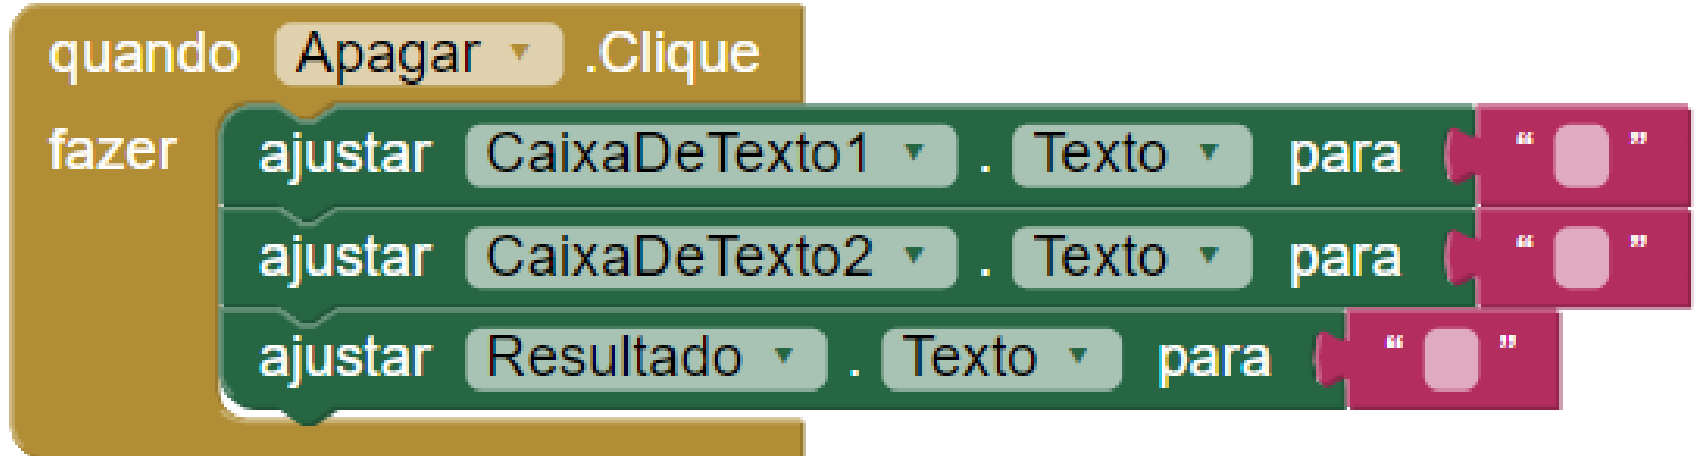 quando Apagar .Clique
fazer ajustar CaixaDeTexto1 . Texto para “ ”
ajustar CaixaDeTexto2 . Texto para “ ”
ajustar Resultado . Texto para “ ”